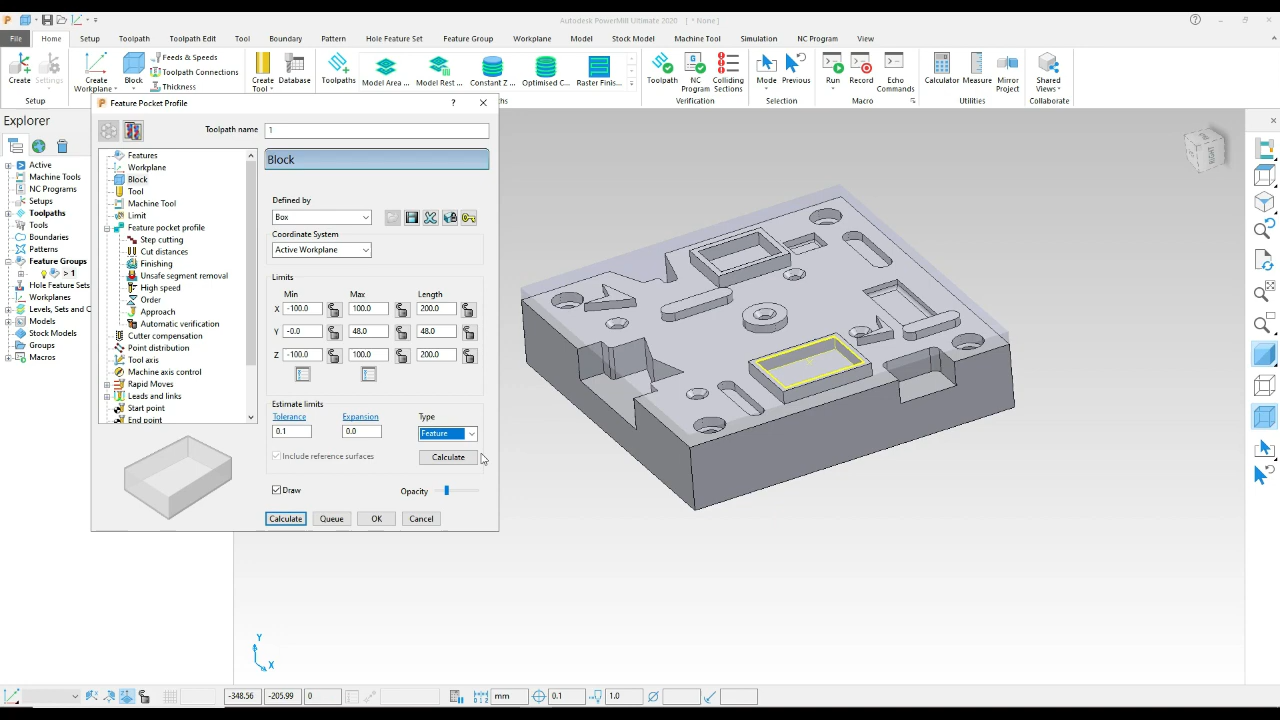 Autodesk PowerMill Ultimate 2020 - [ * None ]
File Home Setup Toolpath Toolpath Edit Tool Boundary Pattern Hole Feature Set Feature Group Workplane Model Stock Model Machine Tool Simulation NC Program View
Create Settings
Setup
Create Workplane
Block
Feeds & Speeds
Toolpath Connections
Thickness
Create Tool
Database
Toolpaths
Model Area ...
Model Rest ...
Constant Z ...
Optimised C...
Raster Finis...
Toolpath
NC Program
Colliding Sections
Verification
Mode
Previous
Selection
Run
Record
Echo Commands
Macro
Calculator
Measure
Mirror Project
Utilities
Shared Views
Collaborate
Explorer
Active
Machine Tools
NC Programs
Setups
Toolpaths
Tools
Boundaries
Patterns
Feature Groups
> 1
Hole Feature Sets
Workplanes
Levels, Sets and C
Models
Stock Models
Groups
Macros
Feature Pocket Profile
?
Toolpath name 1
Features
Workplane
Block
Tool
Machine Tool
Limit
Feature pocket profile
Step cutting
Cut distances
Finishing
Unsafe segment removal
High speed
Order
Approach
Automatic verification
Cutter compensation
Point distribution
Tool axis
Machine axis control
Rapid Moves
Leads and links
Start point
End point
Block
Defined by
Box
Coordinate System
Active Workplane
Limits
Min Max Length
X -100.0 100.0 200.0
Y -0.0 48.0 48.0
Z -100.0 100.0 200.0
Estimate limits
Tolerance Expansion Type
0.1 0.0 Feature
Include reference surfaces Calculate
Draw Opacity
Calculate Queue OK Cancel
RIGHT
Y
X
-348.56 -205.99 0 mm 0.1 1.0